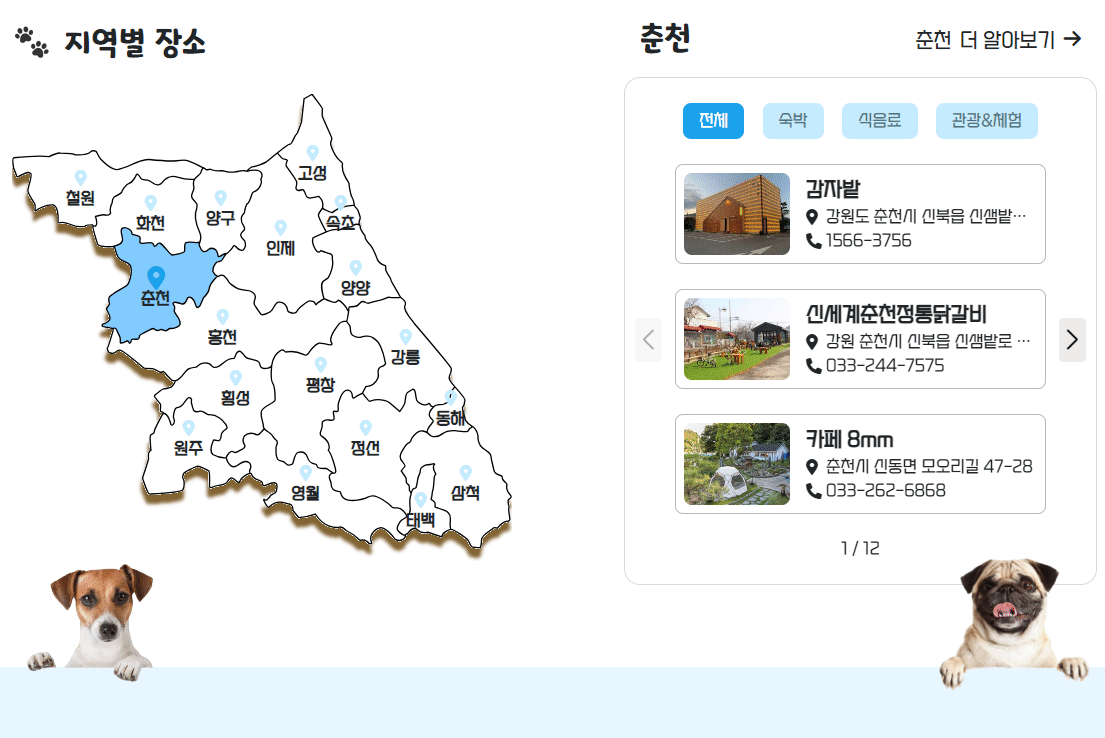 지역별 장소
고성
철원
양구
화천
속초
인제
양양
춘천
홍천
강릉
평창
횡성
동해
원주
정선
영월
삼척
태백
춘천
춘천 더 알아보기 →
전체
숙박
식음료
관광&체험
감자밭
강원도 춘천시 신북읍 신샘밭…
1566-3756
신세계춘천정통닭갈비
강원 춘천시 신북읍 신샘밭로 …
033-244-7575
카페 8mm
춘천시 신동면 모오리길 47-28
033-262-6868
1 / 12